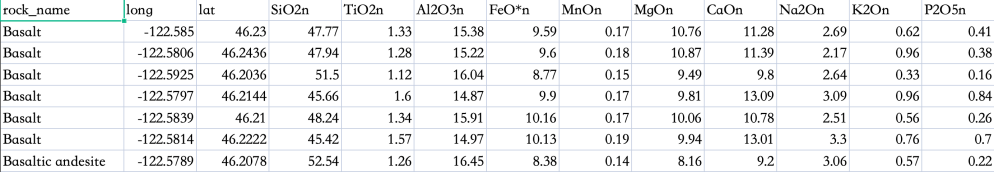 rock_name long lat SiO2n TiO2n Al2O3n FeO*n MnOn MgOn CaOn Na2On K2On P2O5n
Basalt -122.585 46.23 47.77 1.33 15.38 9.59 0.17 10.76 11.28 2.69 0.62 0.41
Basalt -122.5806 46.2436 47.94 1.28 15.22 9.6 0.18 10.87 11.39 2.17 0.96 0.38
Basalt -122.5925 46.2036 51.5 1.12 16.04 8.77 0.15 9.49 9.8 2.64 0.33 0.16
Basalt -122.5797 46.2144 45.66 1.6 14.87 9.9 0.17 9.81 13.09 3.09 0.96 0.84
Basalt -122.5839 46.21 48.24 1.34 15.91 10.16 0.17 10.06 10.78 2.51 0.56 0.26
Basalt -122.5814 46.2222 45.42 1.57 14.97 10.13 0.19 9.94 13.01 3.3 0.76 0.7
Basaltic andesite -122.5789 46.2078 52.54 1.26 16.45 8.38 0.14 8.16 9.2 3.06 0.57 0.22